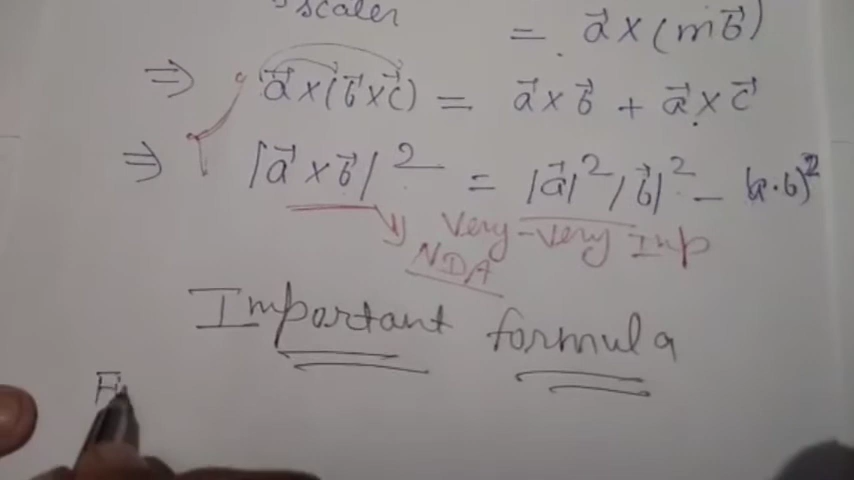 scaler
= a⃗ × (m b⃗)
⇒ a⃗ × (b⃗ × c⃗) = a⃗ × b⃗ + a⃗ × c⃗
⇒ |a⃗ × b⃗|² = |a⃗|² |b⃗|² - (a·b)²
Very-very Imp
NDA
Important formula